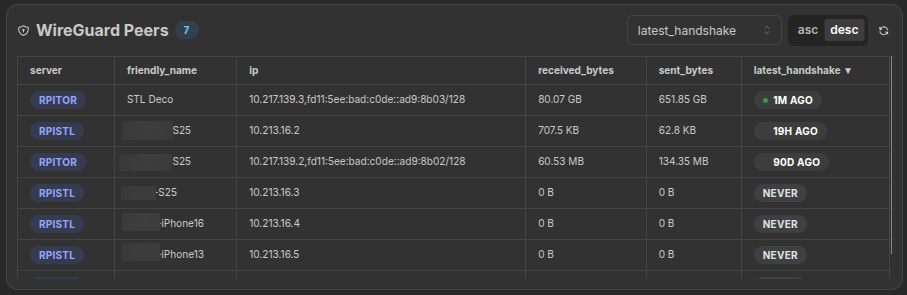 WireGuard Peers 7 latest_handshake asc desc
server friendly_name ip received_bytes sent_bytes latest_handshake ▼
RPITOR STL Deco 10.217.139.3,fd11:5ee:bad:c0de::ad9:8b03/128 80.07 GB 651.85 GB 1M AGO
RPISTL S25 10.213.16.2 707.5 KB 62.8 KB 19H AGO
RPITOR S25 10.217.139.2,fd11:5ee:bad:c0de::ad9:8b02/128 60.53 MB 134.35 MB 90D AGO
RPISTL -S25 10.213.16.3 0 B 0 B NEVER
RPISTL -iPhone16 10.213.16.4 0 B 0 B NEVER
RPISTL -iPhone13 10.213.16.5 0 B 0 B NEVER